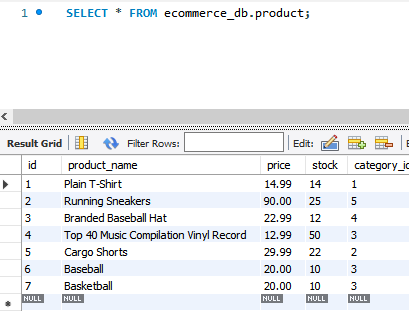 1 SELECT * FROM ecommerce_db.product;
Result Grid Filter Rows: Edit:
id product_name price stock category_id
1 Plain T-Shirt 14.99 14 1
2 Running Sneakers 90.00 25 5
3 Branded Baseball Hat 22.99 12 4
4 Top 40 Music Compilation Vinyl Record 12.99 50 3
5 Cargo Shorts 29.99 22 2
6 Baseball 20.00 10 3
7 Basketball 20.00 10 3
NULL NULL NULL NULL NULL